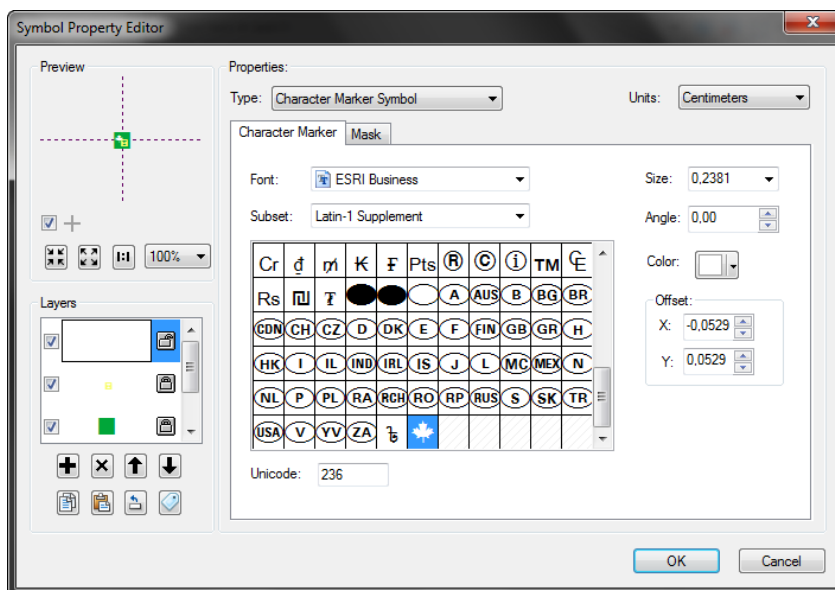 Symbol Property Editor
Preview
100%
Layers
Properties:
Type: Character Marker Symbol
Units: Centimeters
Character Marker
Mask
Font: ESRI Business
Size: 0,2381
Subset: Latin-1 Supplement
Angle: 0,00
Cr ₫ ₥ ₭ ₣ Pts ® © ⓘ TM ₠
Rs ₪ ₮ A AUS B BG BR
CDN CH CZ D DK E F FIN GB GR H
HK I IL IND IRL IS J L MC MEX N
NL P PL RA RCH RO RP RUS S SK TR
USA V YV ZA
Color:
Offset:
X: -0,0529
Y: 0,0529
Unicode: 236
1:1
OK
Cancel